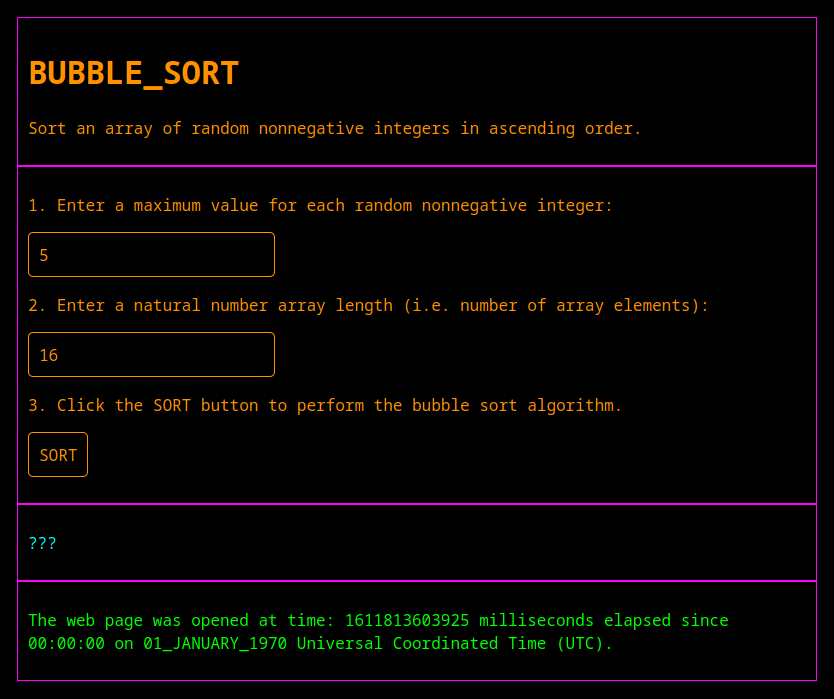 BUBBLE_SORT
Sort an array of random nonnegative integers in ascending order.
1. Enter a maximum value for each random nonnegative integer:
5
2. Enter a natural number array length (i.e. number of array elements):
16
3. Click the SORT button to perform the bubble sort algorithm.
SORT
???
The web page was opened at time: 1611813603925 milliseconds elapsed since
00:00:00 on 01_JANUARY_1970 Universal Coordinated Time (UTC).